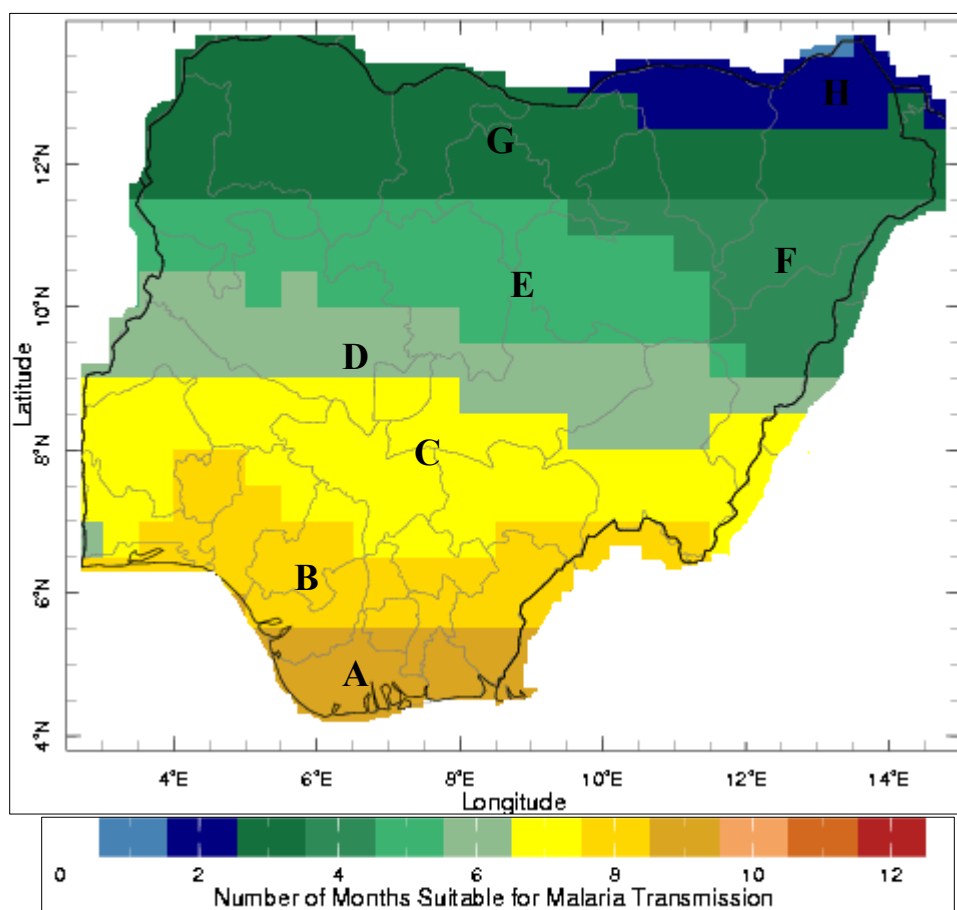 H
12°N
G
F
E
10°N
D
Latitude
C
8°N
B
6°N
A
4°N
4°E 6°E 8°E 10°E 12°E 14°E
Longitude
0 2 4 6 8 10 12
Number of Months Suitable for Malaria Transmission